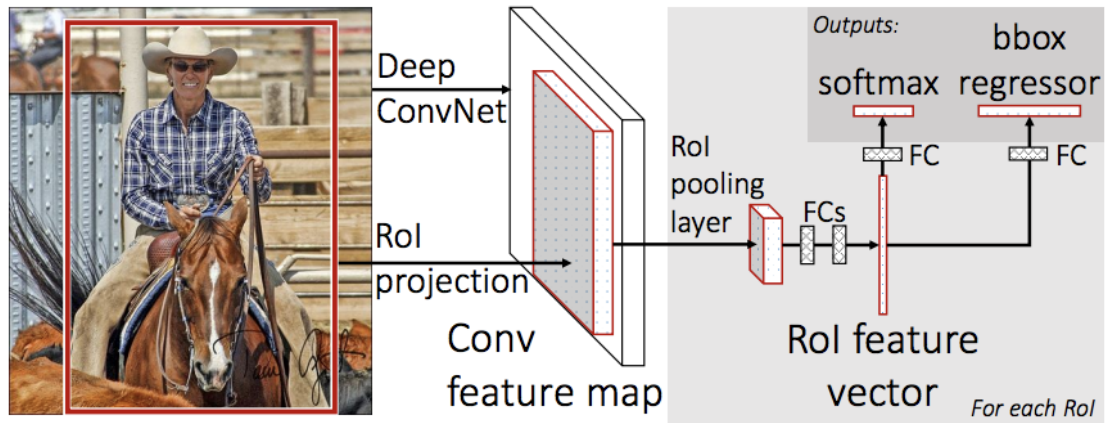 Deep
ConvNet
RoI
projection
Conv
feature map
RoI
pooling
layer
FCs
RoI feature
vector
For each RoI
Outputs:
softmax
bbox
regressor
FC
FC